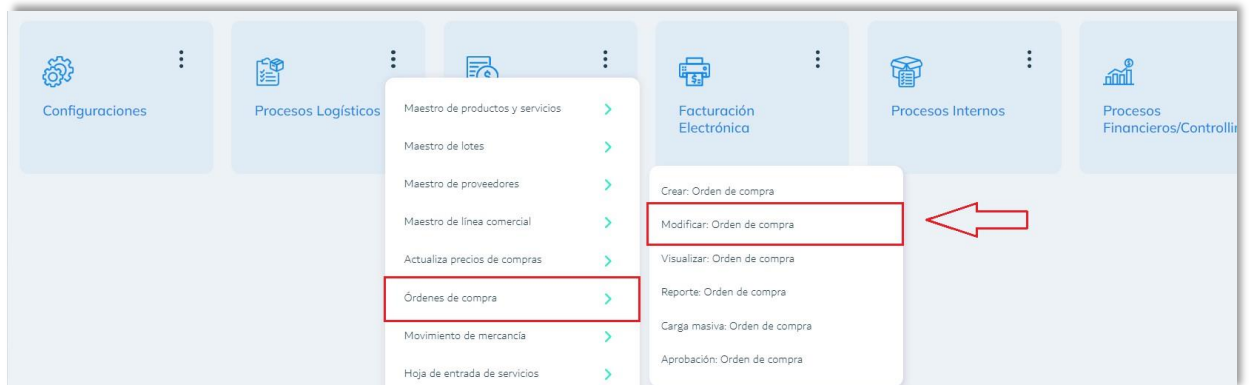 Configuraciones
Procesos Logísticos
Facturación
Electrónica
Procesos Internos
Procesos
Maestro de productos y servicios
Maestro de lotes
Maestro de proveedores
Maestro de línea comercial
Actualiza precios de compras
Órdenes de compra
Movimiento de mercancía
Hoja de entrada de servicios
Crear: Orden de compra
Modificar: Orden de compra
Visualizar: Orden de compra
Reporte: Orden de compra
Carga masiva: Orden de compra
Aprobación: Orden de compra